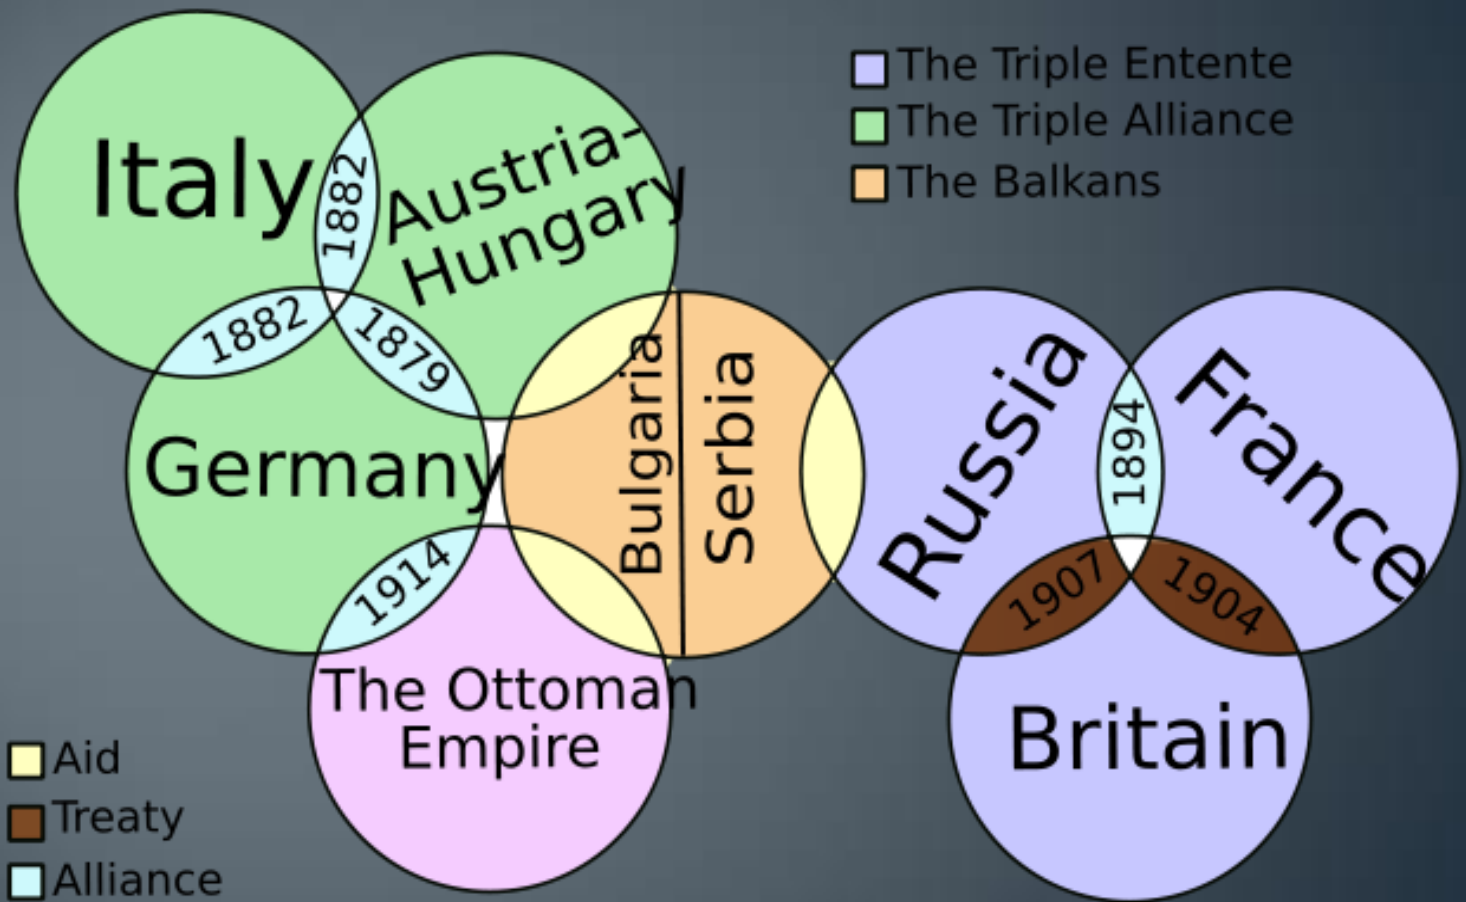 Italy
1882
Austria-
Hungary
The Triple Entente
The Triple Alliance
The Balkans
1882
1879
Germany
Bulgaria
Serbia
Russia
1894
France
1914
1907
1904
The Ottoman
Empire
Britain
Aid
Treaty
Alliance